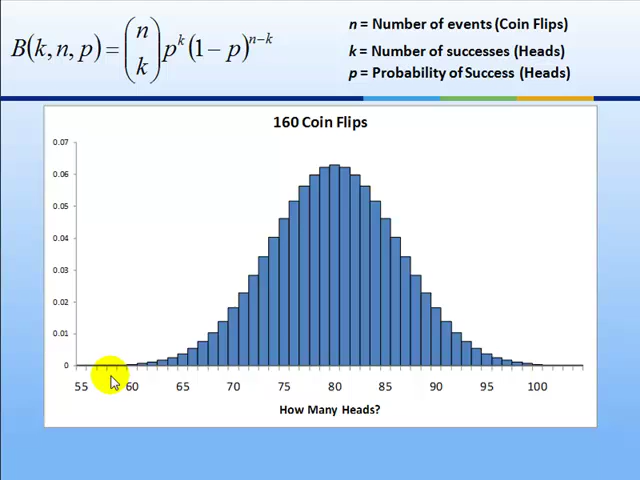 B(k, n, p) = (n k) p^k (1 − p)^{n−k}
n = Number of events (Coin Flips)
k = Number of successes (Heads)
p = Probability of Success (Heads)
160 Coin Flips
0.07
0.06
0.05
0.04
0.03
0.02
0.01
0
55 60 65 70 75 80 85 90 95 100
How Many Heads?